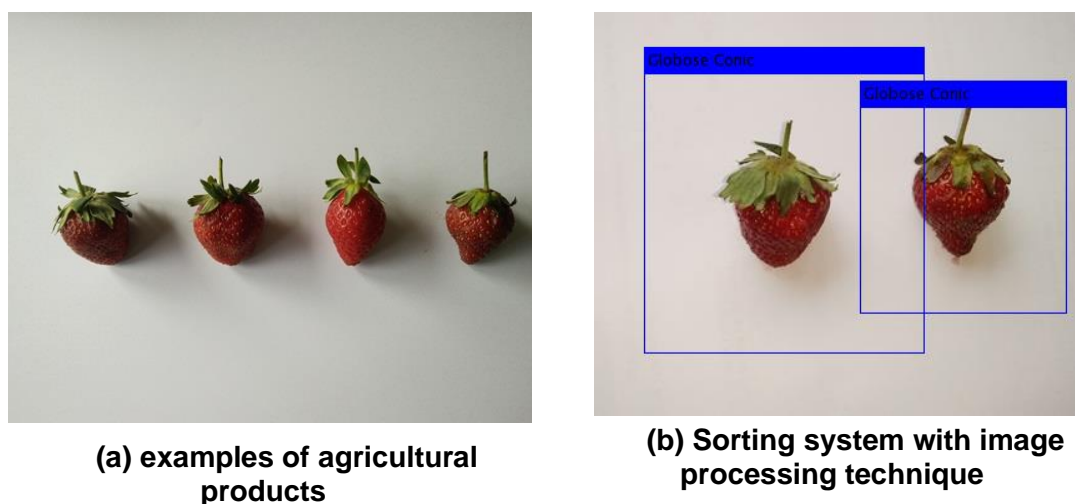 Globose Conic
Globose Conic
(a) examples of agricultural
products
(b) Sorting system with image
processing technique